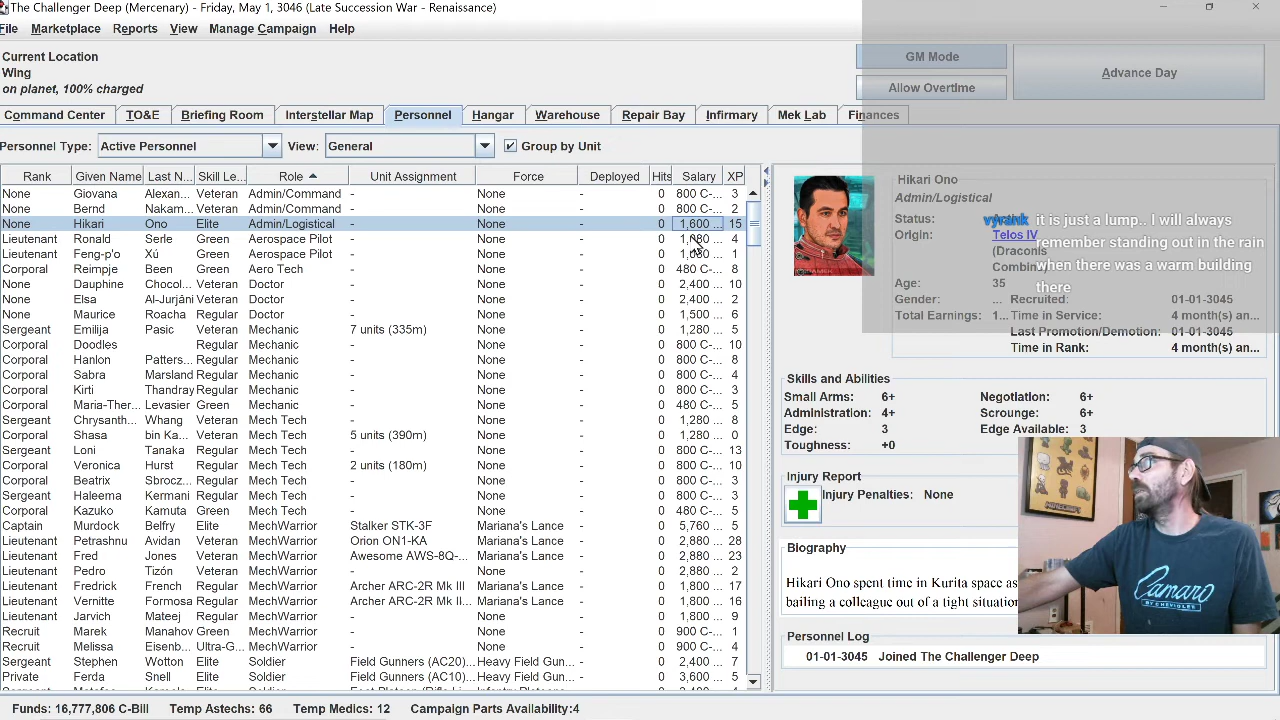 The Challenger Deep (Mercenary) - Friday, May 1, 3046 (Late Succession War - Renaissance)
File Marketplace Reports View Manage Campaign Help
Current Location
Wing
on planet, 100% charged
GM Mode
Allow Overtime
Advance Day
Command Center TO&E Briefing Room Interstellar Map Personnel Hangar Warehouse Repair Bay Infirmary Mek Lab Finances
Personnel Type: Active Personnel View: General Group by Unit
Rank Given Name Last N... Skill Le... Role Unit Assignment Force Deployed Hits Salary XP
None Giovana Alexan... Veteran Admin/Command - None - 0 800 C-... 3
None Bernd Nakam... Veteran Admin/Command - None - 0 800 C-... 2
None Hikari Ono Elite Admin/Logistical - None - 0 1,600 ... 15
Lieutenant Ronald Serle Green Aerospace Pilot - None - 0 ... 4
Lieutenant Feng-p'o Xu Green Aerospace Pilot - None - 0 ... 1
Corporal Reimpje Been Green Aero Tech - None - 0 480 C-... 8
None Dauphine Chocol... Veteran Doctor - None - 0 2,400 ... 10
None Elsa Al-Jurjáni Veteran Doctor - None - 0 2,400 ... 2
None Maurice Roacha Regular Doctor - None - 0 1,500 ... 6
Sergeant Emilija Pasic Veteran Mechanic 7 units (335m) None - 0 1,280 ... 5
Corporal Doodles Regular Mechanic - None - 0 800 C-... 10
Corporal Hanlon Patters... Regular Mechanic - None - 0 800 C-... 8
Corporal Sabra Marsland Regular Mechanic - None - 0 800 C-... 4
Corporal Kirti Thandray Regular Mechanic - None - 0 800 C-... 3
Corporal Maria-Ther... Levasier Green Mechanic - None - 0 480 C-... 5
Sergeant Chrysanth... Whang Veteran Mech Tech - None - 0 1,280 ... 8
Corporal Shasa bin Ka... Veteran Mech Tech 5 units (390m) None - 0 1,280 ... 0
Sergeant Loni Tanaka Regular Mech Tech - None - 0 800 C-... 13
Corporal Veronica Hurst Regular Mech Tech 2 units (180m) None - 0 800 C-... 10
Corporal Beatrix Sbrocz... Regular Mech Tech - None - 0 800 C-... 3
Sergeant Haleema Kermani Regular Mech Tech - None - 0 800 C-... 3
Corporal Kazuko Kamuta Green Mech Tech - None - 0 480 C-... 5
Captain Murdock Belfry Elite MechWarrior Stalker STK-3F Mariana's Lance - 0 5,760 ... 5
Lieutenant Petrashnu Avidan Veteran MechWarrior Orion ON1-KA Mariana's Lance - 0 2,880 ... 28
Lieutenant Fred Jones Veteran MechWarrior Awesome AWS-8Q-... Mariana's Lance - 0 2,880 ... 23
Lieutenant Pedro Tizón Veteran MechWarrior - None - 0 2,880 ... 2
Lieutenant Fredrick French Regular MechWarrior Archer ARC-2R Mk III Mariana's Lance - 0 1,800 ... 17
Lieutenant Vernitte Formosa Regular MechWarrior Archer ARC-2R Mk II... Mariana's Lance - 0 1,800 ... 16
Lieutenant Jarvich Mateej Regular MechWarrior - None - 0 1,800 ... 9
Recruit Marek Manahov Green MechWarrior - None - 0 900 C-... 1
Recruit Melissa Eisenb... Ultra-G... MechWarrior - None - 0 900 C-... 4
Sergeant Stephen Wotton Elite Soldier Field Gunners (AC20) Heavy Field Gun... - 0 2,400 ... 7
Private Ferda Sengul Elite Soldier Field Gunners (AC10) Heavy Field Gun... - 0 3,600 ... 5
Hikari Ono
Admin/Logistical
Status:
Origin: Telos IV
(Draconis
Combin
Age: 35
Gender: ...
Total Earnings: 1...
Recruited: 01-01-3045
Time in Service: 4 month(s) an...
Last Promotion/Demotion: 01-01-3045
Time in Rank: 4 month(s) an...
vyrank it is just a lump.. I will always
remember standing out in the rain
when there was a warm building
there
Skills and Abilities
Small Arms: 6+ Negotiation: 6+
Administration: 4+ Scrounge: 6+
Edge: 3 Edge Available: 3
Toughness: +0
Injury Report
Injury Penalties: None
Biography
Hikari Ono spent time in Kurita space as
bailing a colleague out of a tight situation
Camaro
BY CHEVROLET
Personnel Log
01-01-3045 Joined The Challenger Deep
Funds: 16,777,806 C-Bill Temp Astechs: 66 Temp Medics: 12 Campaign Parts Availability:4